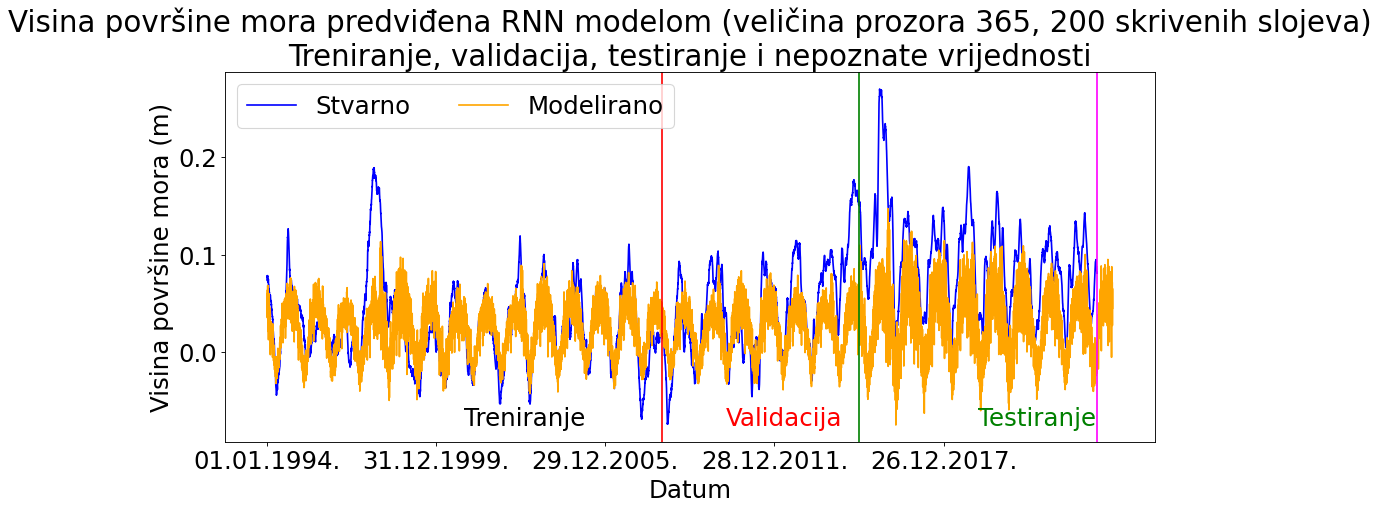 Visina površine mora predviđena RNN modelom (veličina prozora 365, 200 skrivenih slojeva)
Treniranje, validacija, testiranje i nepoznate vrijednosti
Stvarno Modelirano
Visina površine mora (m)
0.2
0.1
0.0
Treniranje Validacija Testiranje
01.01.1994. 31.12.1999. 29.12.2005. 28.12.2011. 26.12.2017.
Datum